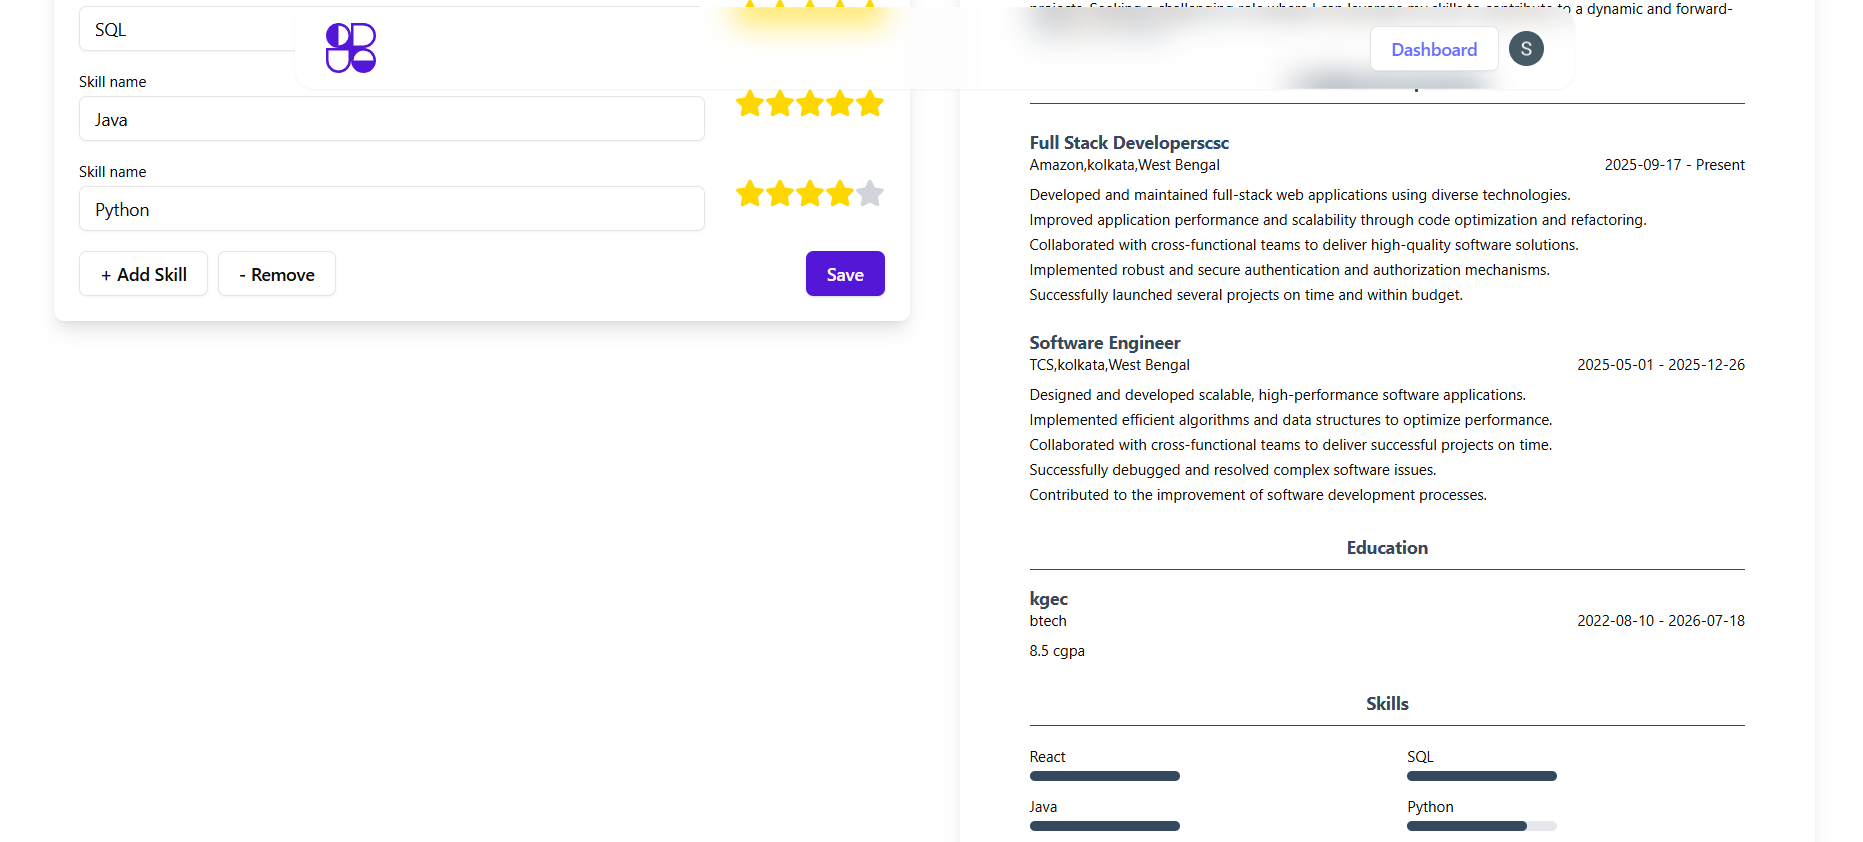 SQL
Skill name
Java
Skill name
Python
+ Add Skill
- Remove
Save
Dashboard
S
to a dynamic and forward-
Full Stack Developerscsc
Amazon,kolkata,West Bengal
2025-09-17 - Present
Developed and maintained full-stack web applications using diverse technologies.
Improved application performance and scalability through code optimization and refactoring.
Collaborated with cross-functional teams to deliver high-quality software solutions.
Implemented robust and secure authentication and authorization mechanisms.
Successfully launched several projects on time and within budget.
Software Engineer
TCS,kolkata,West Bengal
2025-05-01 - 2025-12-26
Designed and developed scalable, high-performance software applications.
Implemented efficient algorithms and data structures to optimize performance.
Collaborated with cross-functional teams to deliver successful projects on time.
Successfully debugged and resolved complex software issues.
Contributed to the improvement of software development processes.
Education
kgec
btech
2022-08-10 - 2026-07-18
8.5 cgpa
Skills
React
SQL
Java
Python